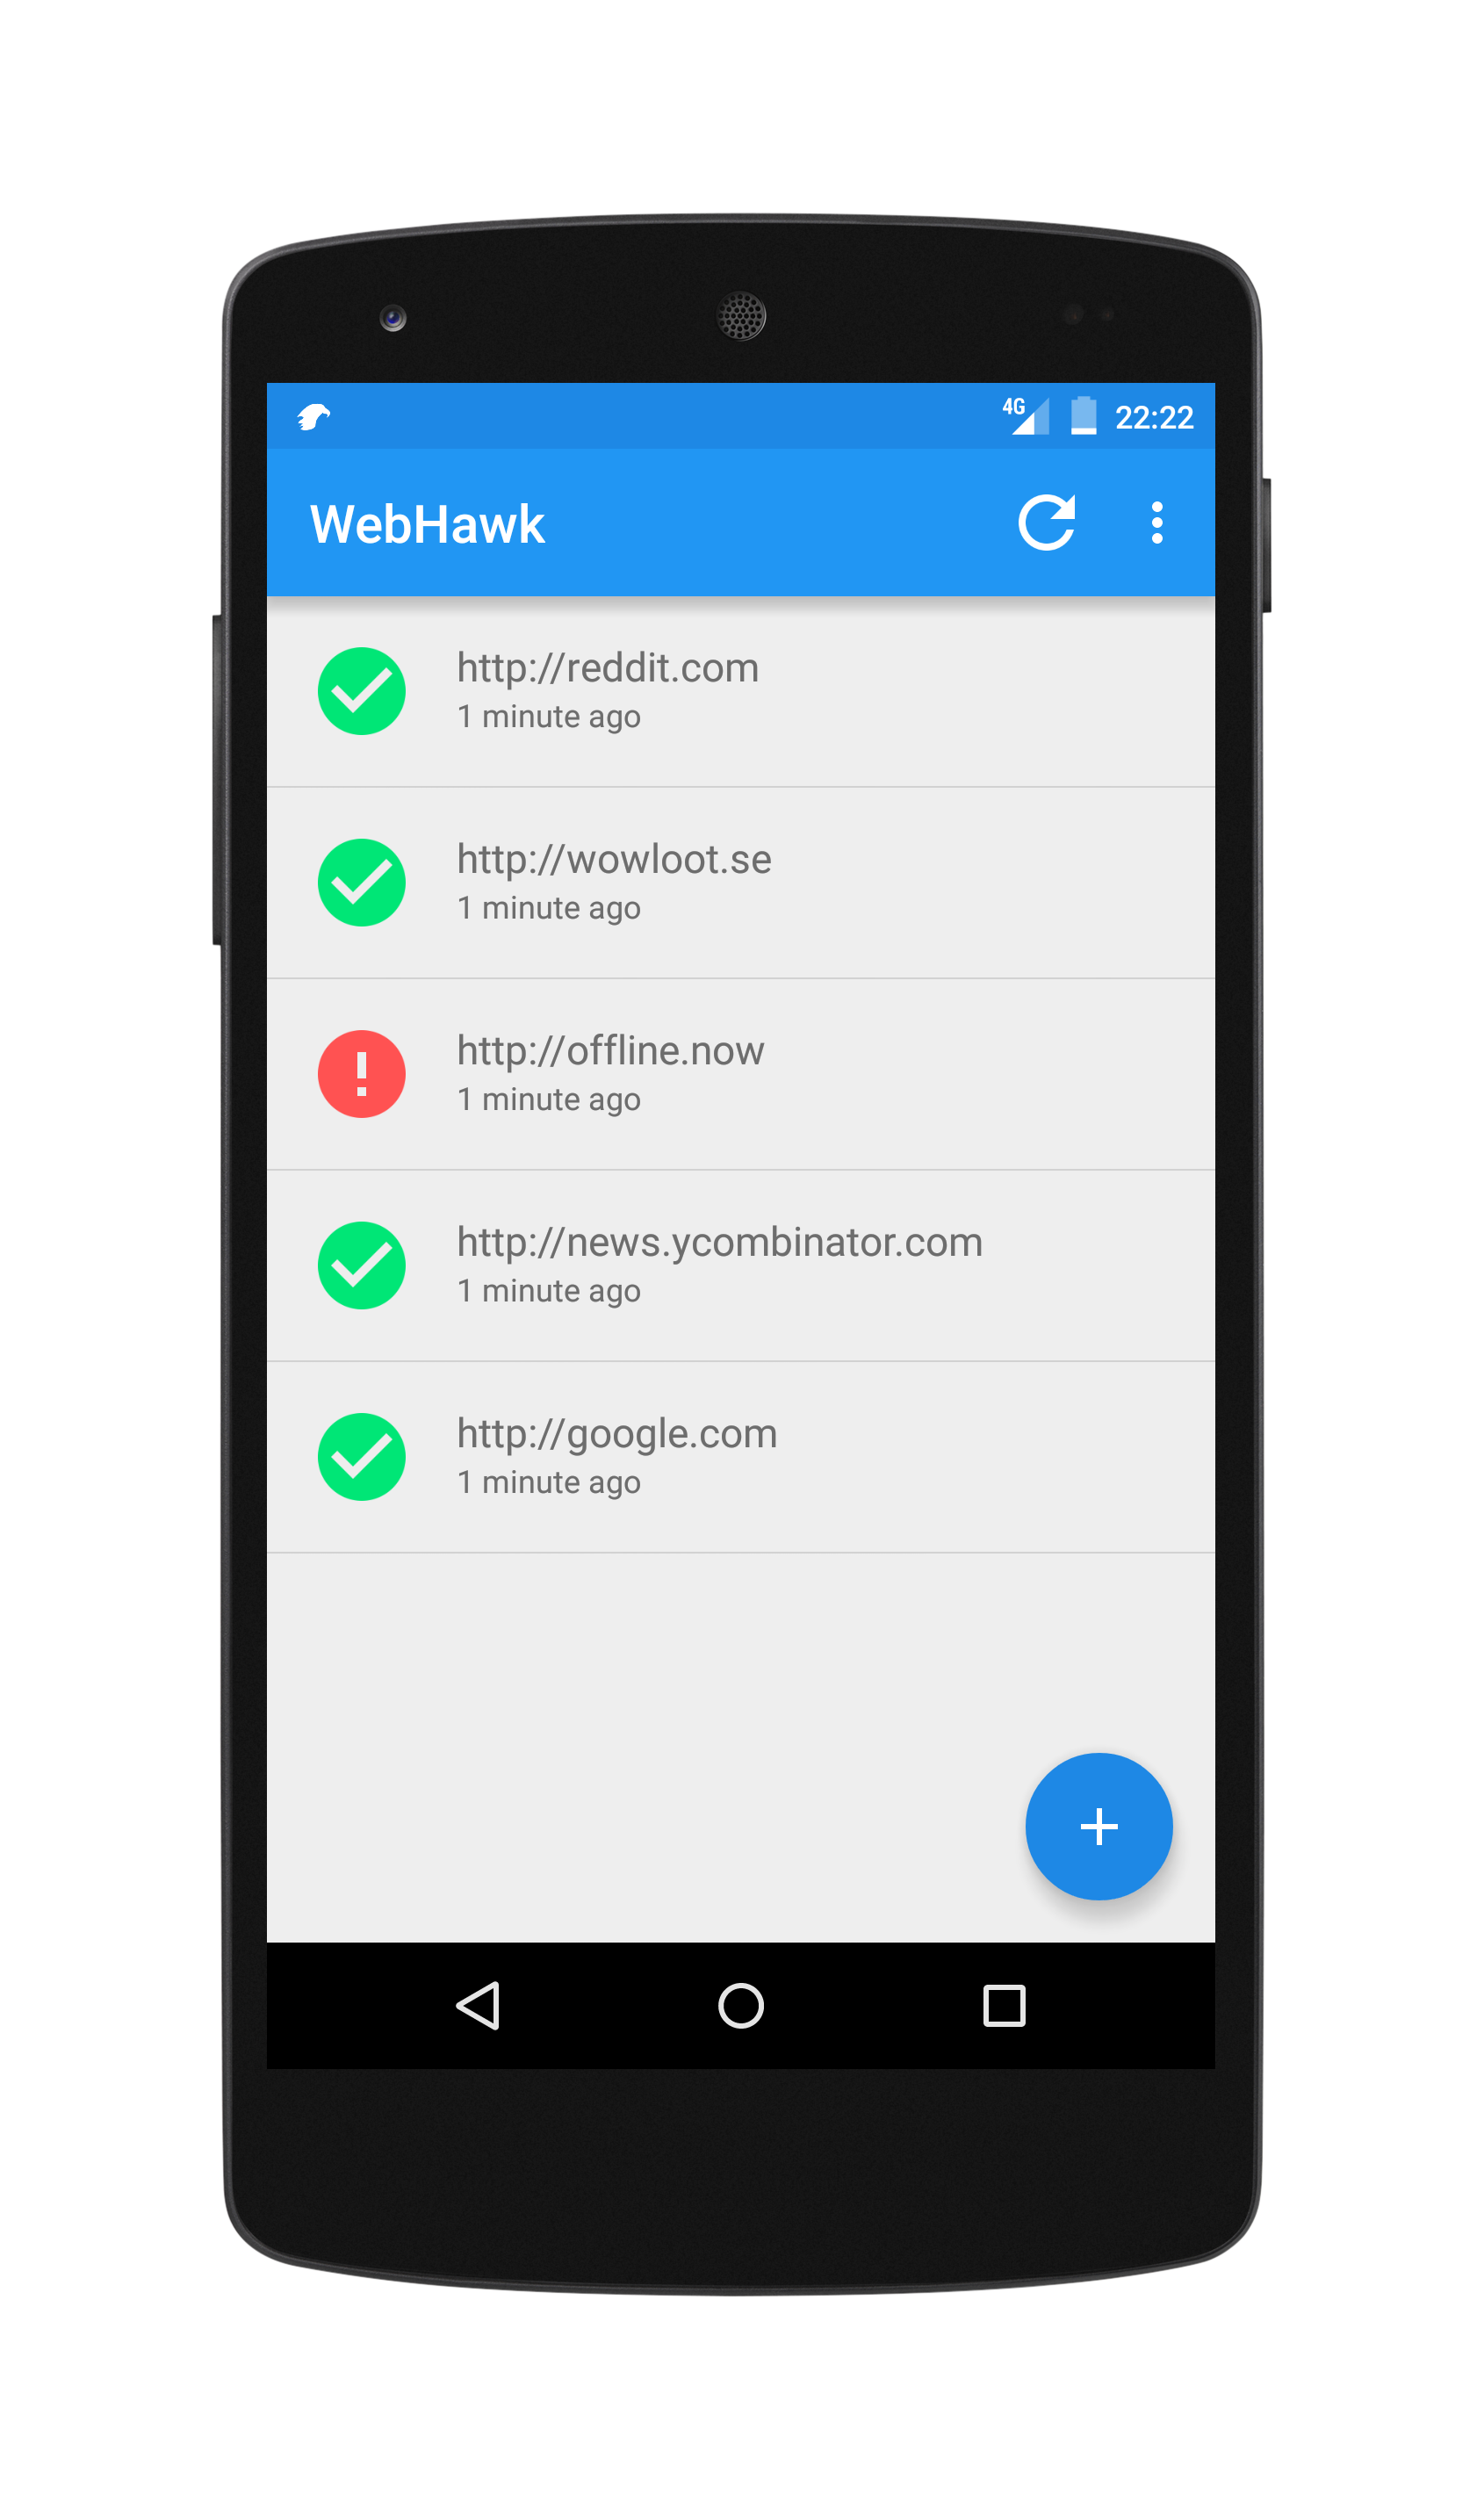 4G 22:22
WebHawk
http://reddit.com
1 minute ago
http://wowloot.se
1 minute ago
http://offline.now
1 minute ago
http://news.ycombinator.com
1 minute ago
http://google.com
1 minute ago